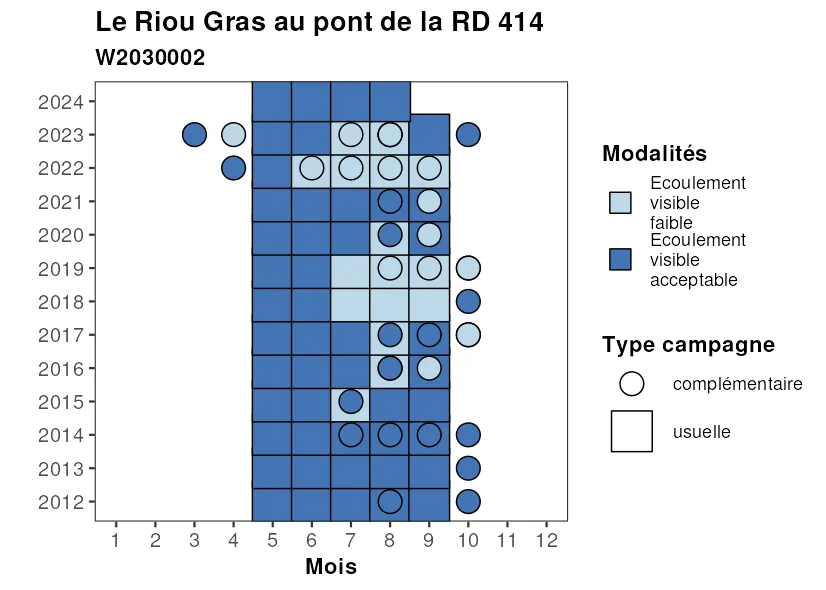 Le Riou Gras au pont de la RD 414
W2030002
2024
2023
2022
2021
2020
2019
2018
2017
2016
2015
2014
2013
2012
1 2 3 4 5 6 7 8 9 10 11 12
Mois
Modalités
Ecoulement
visible
faible
Ecoulement
visible
acceptable
Type campagne
complémentaire
usuelle